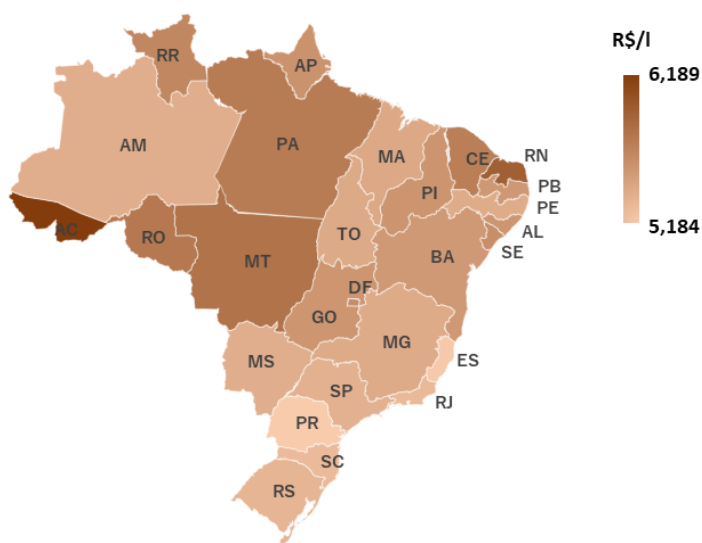 RR
AP
R$/l
6,189
AM
PA
MA
CE
RN
PI
PB
PE
AC
RO
TO
AL
MT
BA
SE
DF
GO
5,184
MG
MS
ES
SP
RJ
PR
SC
RS